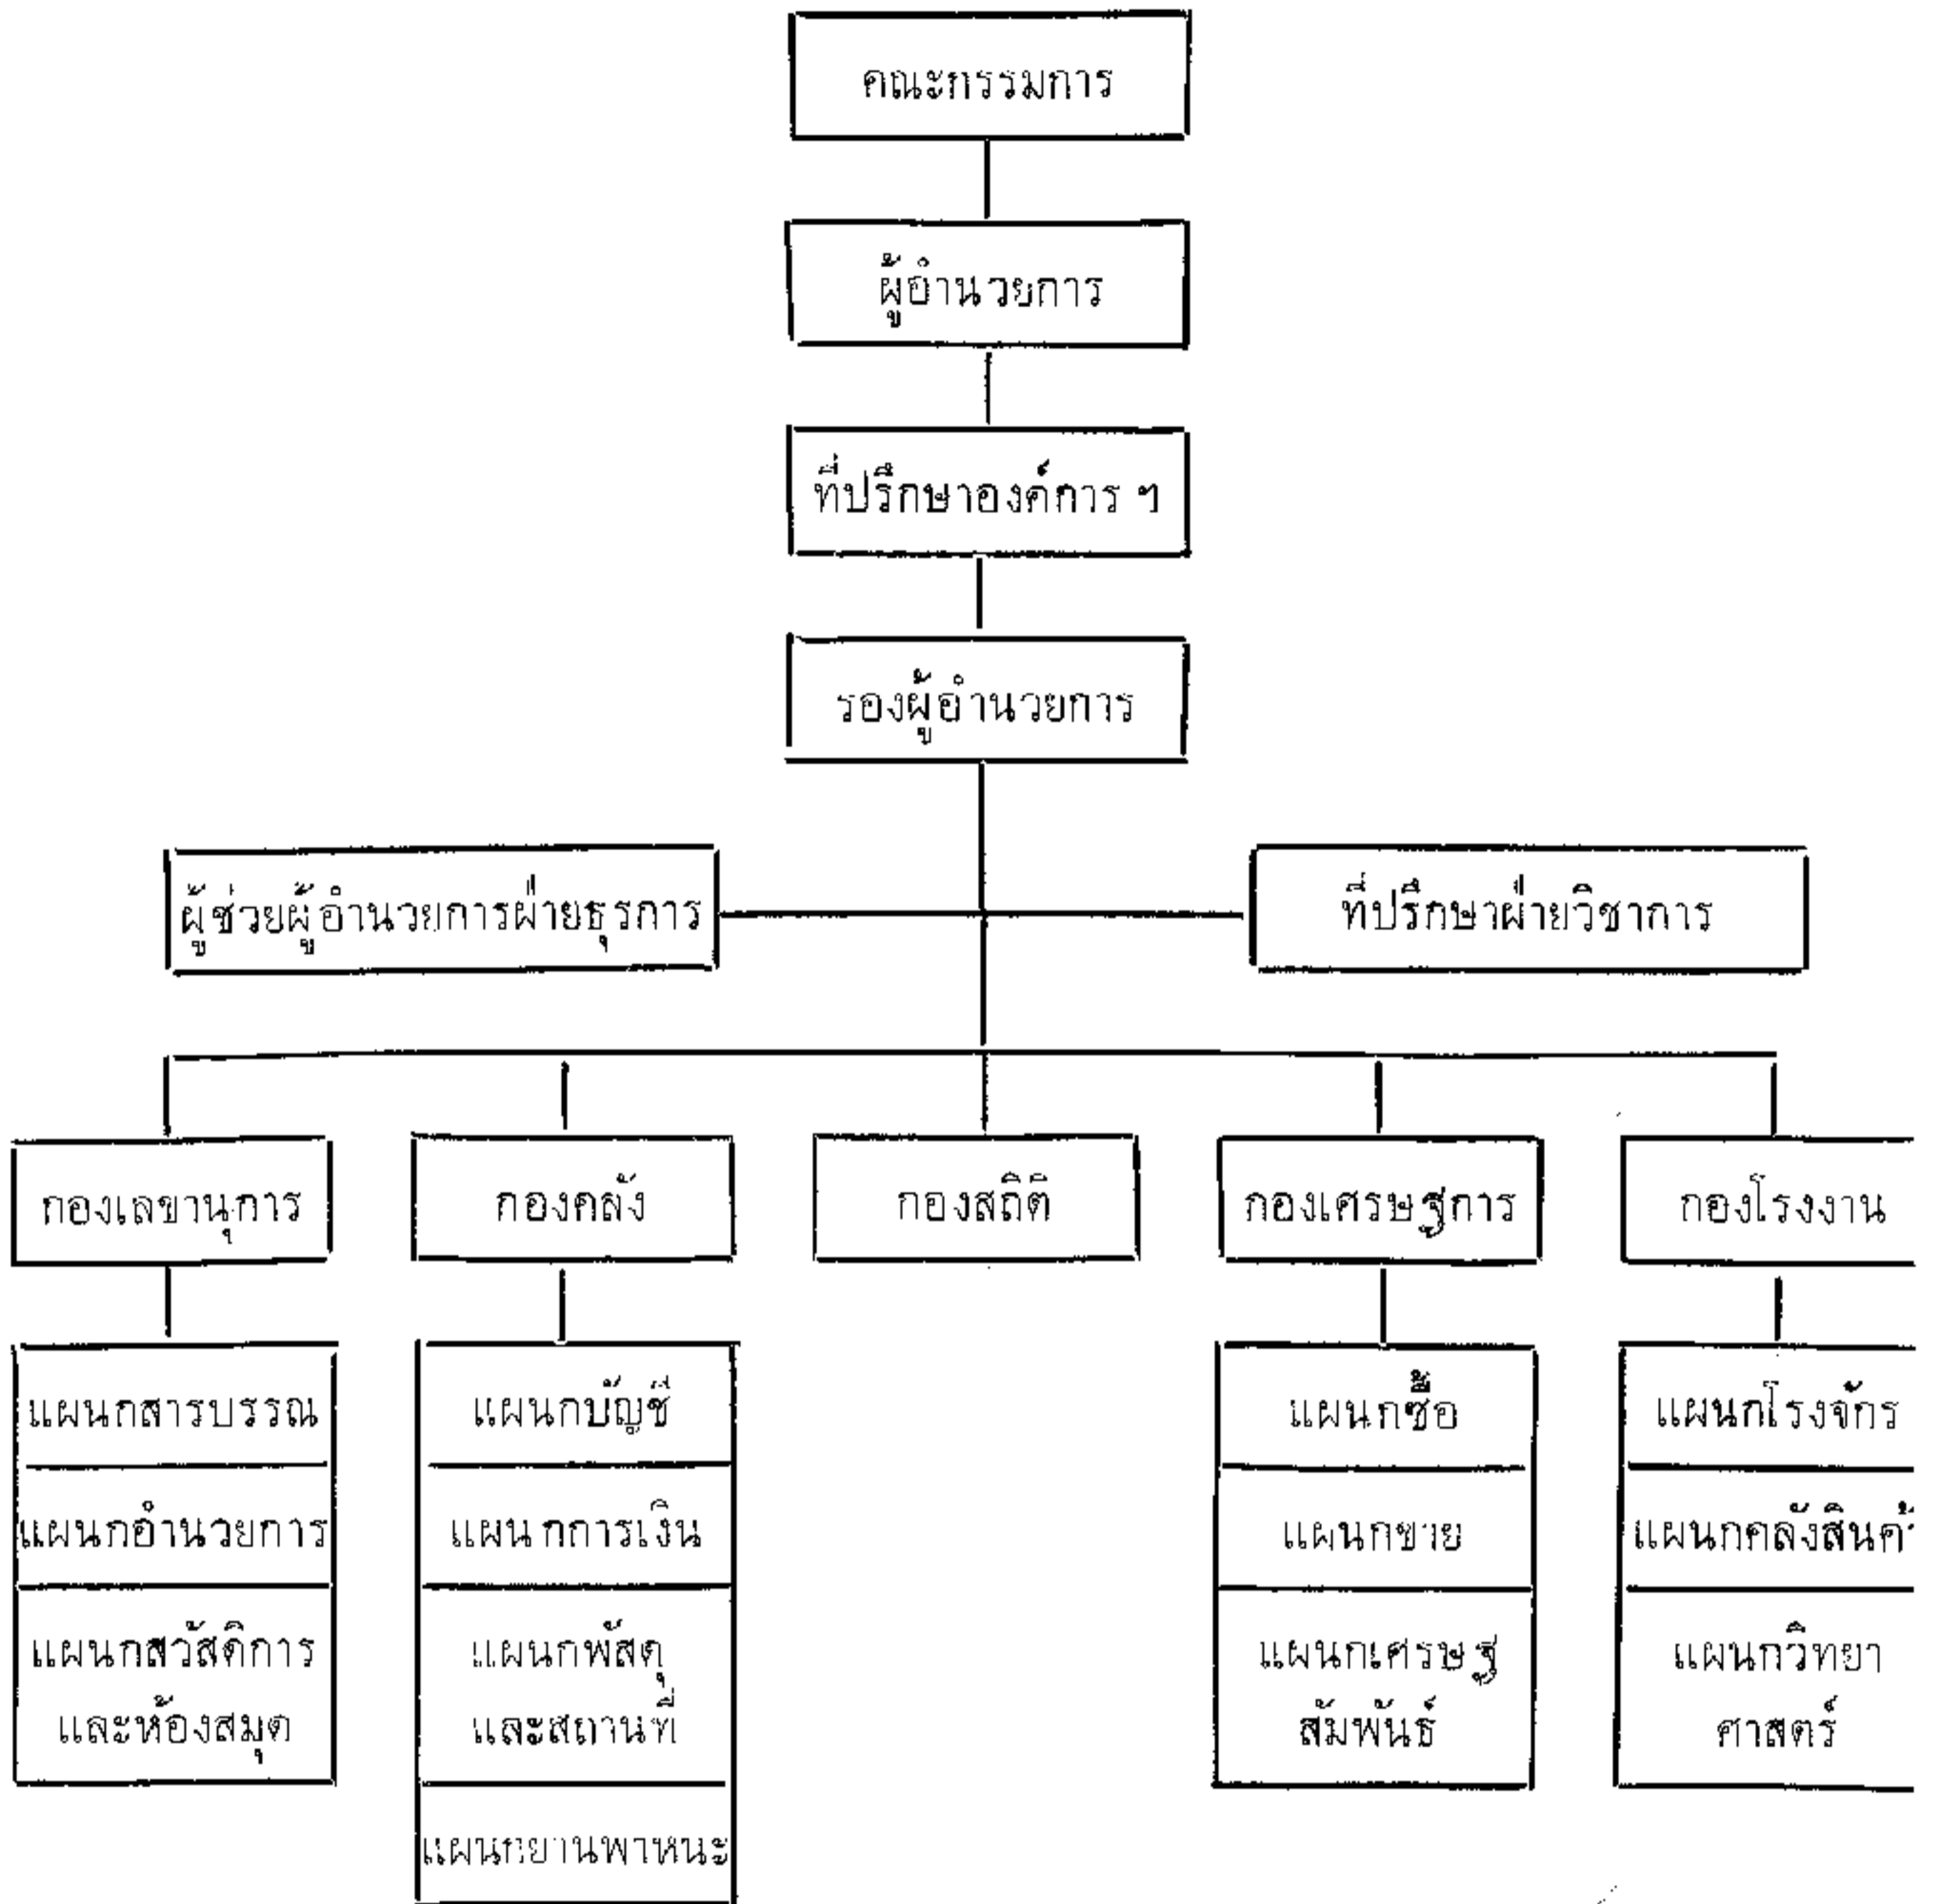 คณะกรรมการ
ผู้อำนวยการ
ที่ปรึกษาองค์การ ฯ
รองผู้อำนวยการ
ผู้ช่วยผู้อำนวยการฝ่ายธุรการ
ที่ปรึกษาฝ่ายวิชาการ
กองเลขานุการ
กองคลัง
กองสถิติ
กองเศรษฐการ
กองโรงงาน
แผนกสารบรรณ
แผนกอำนวยการ
แผนกสวัสดิการ
และห้องสมุด
แผนกบัญชี
แผนกการเงิน
แผนกพัสดุ
และสถานที่
แผนกยานพาหนะ
แผนกซื้อ
แผนกขาย
แผนกเศรษฐ
สัมพันธ์
แผนกโรงจักร
แผนกคลังสินค้า
แผนกวิทยา
ศาสตร์